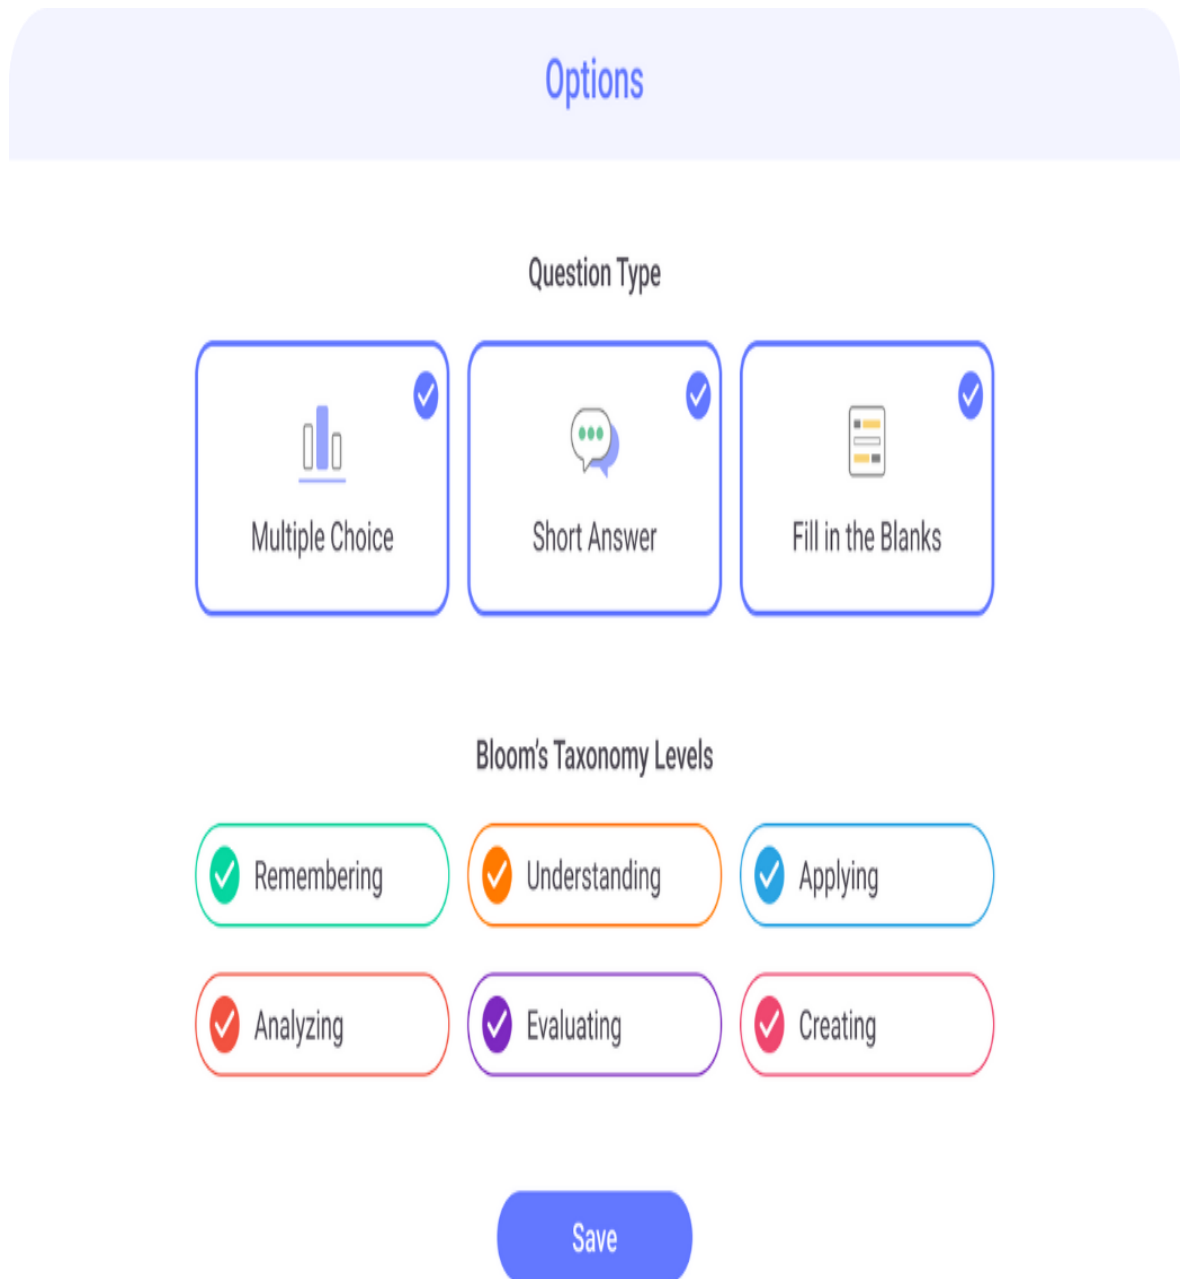 Options
Question Type
Multiple Choice Short Answer Fill in the Blanks
Bloom's Taxonomy Levels
Remembering Understanding Applying
Analyzing Evaluating Creating
Save